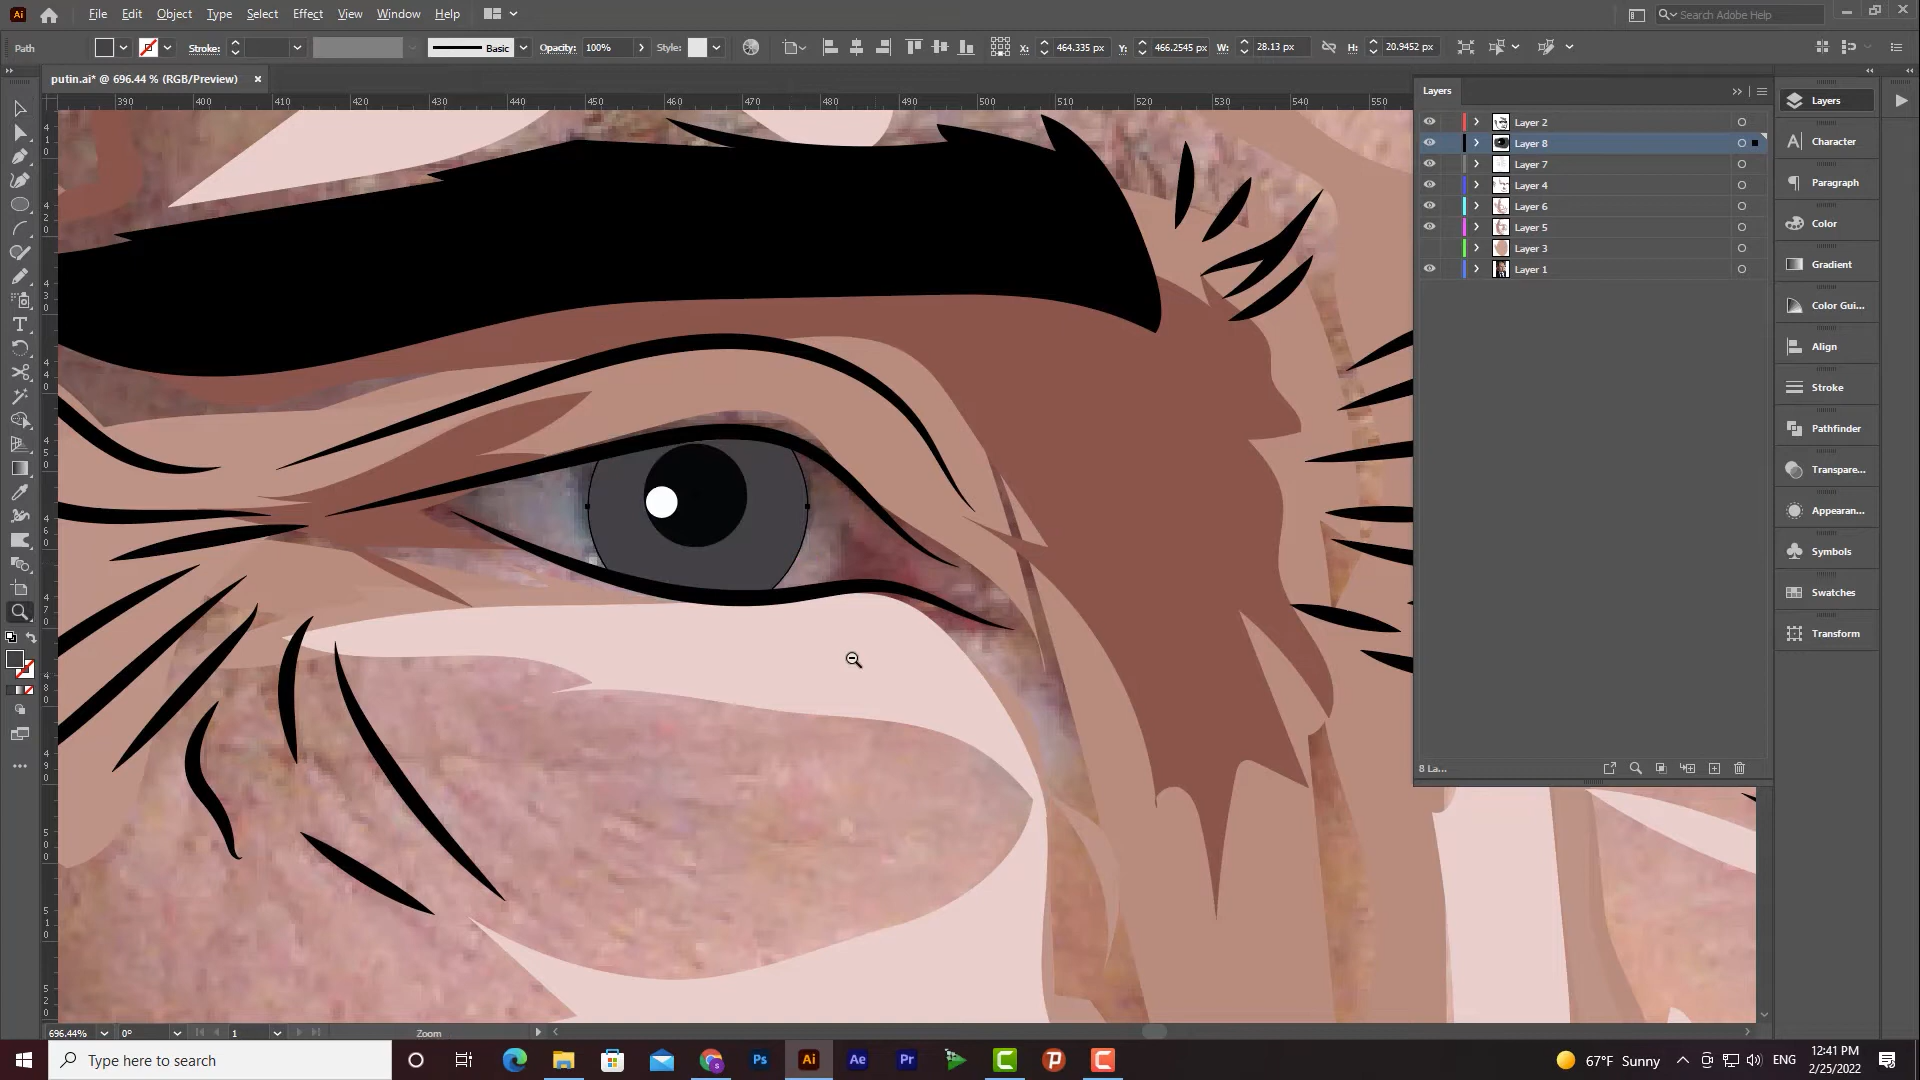 Ai File Edit Object Type Select Effect View Window Help Search Adobe Help
Path Stroke: Basic Opacity: 100% Style: X: 464.335 px Y: 466.2545 px W: 28.13 px H: 20.9452 px
putin.ai* @ 696.44 % (RGB/Preview)
390 400 410 420 430 440 450 460 470 480 490 500 510 520 530 540 550
Layers
Layer 2
Layer 8
Layer 7
Layer 4
Layer 6
Layer 5
Layer 3
Layer 1
8 La...
Layers
Character
Paragraph
Color
Gradient
Color Gui...
Align
Stroke
Pathfinder
Transpare...
Appearan...
Symbols
Swatches
Transform
696.44% 0° 1 Zoom
Type here to search
Ps Ai Ae Pr
67°F Sunny ENG 12:41 PM
2/25/2022